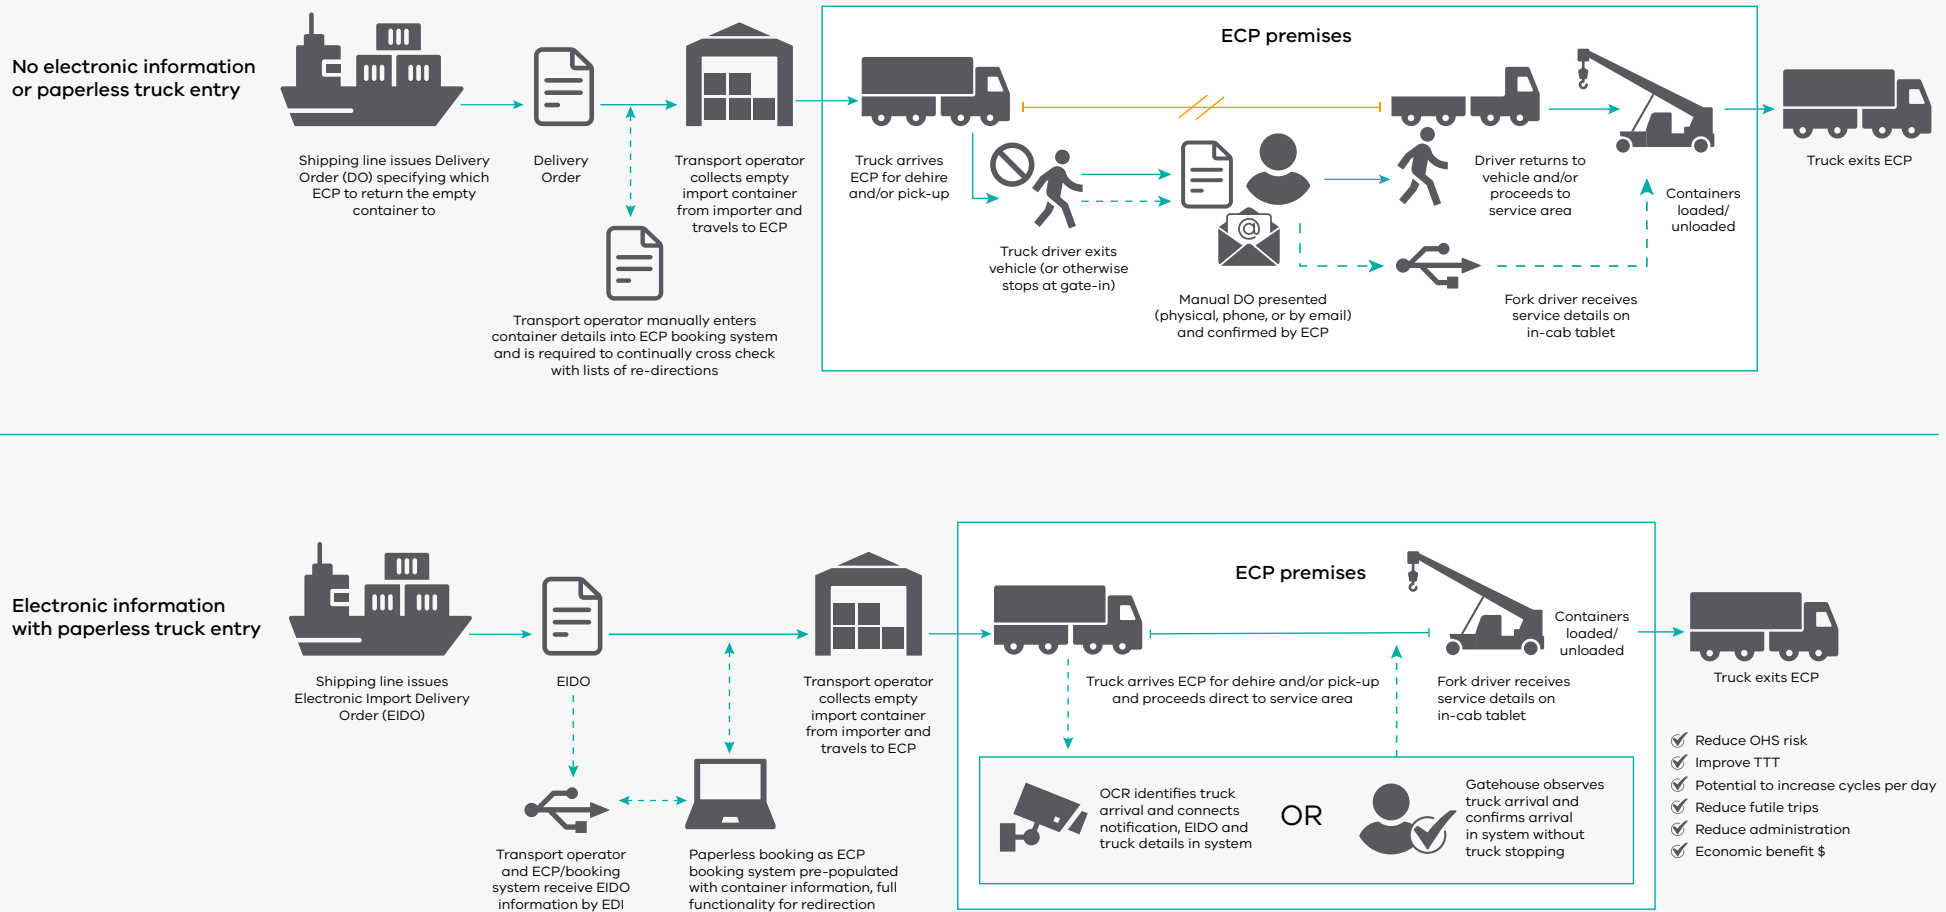 No electronic information
or paperless truck entry
ECP premises
Shipping line issues Delivery
Order (DO) specifying which
ECP to return the empty
container to
Delivery
Order
Transport operator
collects empty
import container
from importer and
travels to ECP
Truck arrives
ECP for dehire
and/or pick-up
Truck driver exits
vehicle (or otherwise
stops at gate-in)
@
Manual DO presented
(physical, phone, or by email)
and confirmed by ECP
Driver returns to
vehicle and/or
proceeds to
service area
Fork driver receives
service details on
in-cab tablet
Containers
loaded/
unloaded
Truck exits ECP
Transport operator manually enters
container details into ECP booking system
and is required to continually cross check
with lists of re-directions
Electronic information
with paperless truck entry
ECP premises
Shipping line issues
Electronic Import Delivery
Order (EIDO)
EIDO
Transport operator
collects empty
import container
from importer and
travels to ECP
Truck arrives ECP for dehire and/or pick-up
and proceeds direct to service area
Fork driver receives
service details on
in-cab tablet
Containers
loaded/
unloaded
Truck exits ECP
Transport operator
and ECP/booking
system receive EIDO
information by EDI
Paperless booking as ECP
booking system pre-populated
with container information, full
functionality for redirection
OCR identifies truck
arrival and connects
notification, EIDO and
truck details in system
OR
Gatehouse observes
truck arrival and
confirms arrival
in system without
truck stopping
Reduce OHS risk
Improve TTT
Potential to increase cycles per day
Reduce futile trips
Reduce administration
Economic benefit $